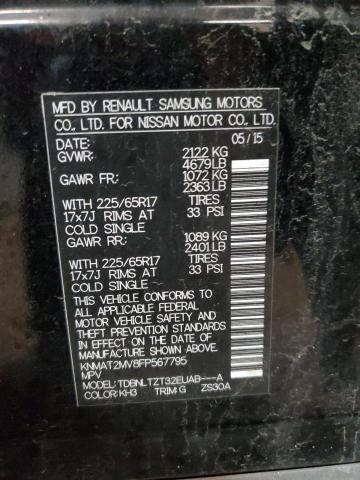 MFD BY RENAULT SAMSUNG MOTORS
CO., LTD. FOR NISSAN MOTOR CO., LTD.
DATE: 05/15
GVWR: 2122 KG
4679 LB
GAWR FR: 1072 KG
2363 LB
WITH 225/65R17 TIRES
17x7J RIMS AT 33 PSI
COLD SINGLE
GAWR RR: 1089 KG
2401 LB
WITH 225/65R17 TIRES
17x7J RIMS AT 33 PSI
COLD SINGLE
THIS VEHICLE CONFORMS TO
ALL APPLICABLE FEDERAL
MOTOR VEHICLE SAFETY,
BUMPER, AND
THEFT PREVENTION STANDARDS
IN EFFECT ON THE DATE OF
MANUFACTURE SHOWN ABOVE.
KNMAT2MV8FP567795
MPV
MODEL: TDBNLTZT32EUAB---A
COLOR: KH3 TRIM: G ZS30A